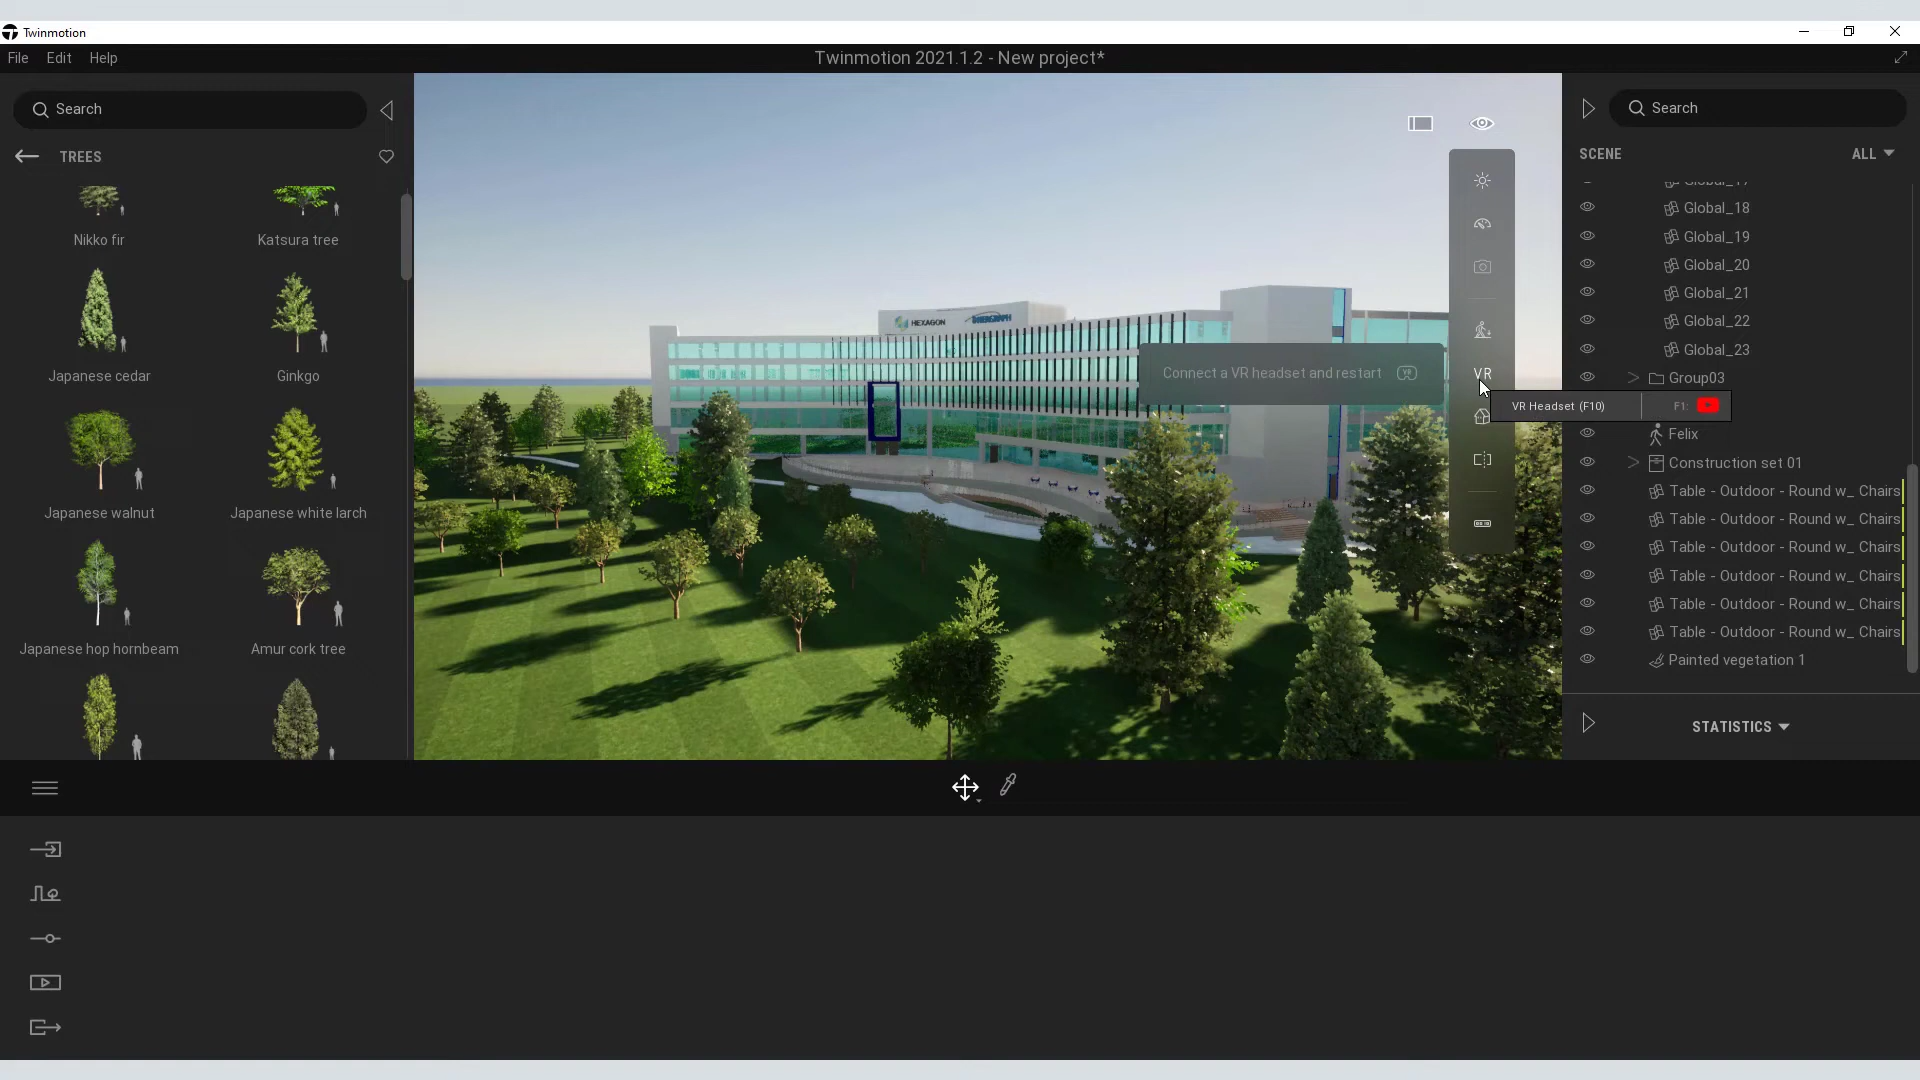 Twinmotion
File Edit Help
Twinmotion 2021.1.2 - New project*
Search
TREES
Nikko fir
Katsura tree
Japanese cedar
Ginkgo
Japanese walnut
Japanese white larch
Japanese hop hornbeam
Amur cork tree
HEXAGON
INTERGRAPH
Connect a VR headset and restart
VR
VR
VR Headset (F10)
F1:
Search
SCENE
ALL
Global_17
Global_18
Global_19
Global_20
Global_21
Global_22
Global_23
Group03
Felix
Construction set 01
Table - Outdoor - Round w_ Chairs
Table - Outdoor - Round w_ Chairs
Table - Outdoor - Round w_ Chairs
Table - Outdoor - Round w_ Chairs
Table - Outdoor - Round w_ Chairs
Table - Outdoor - Round w_ Chairs
Painted vegetation 1
STATISTICS